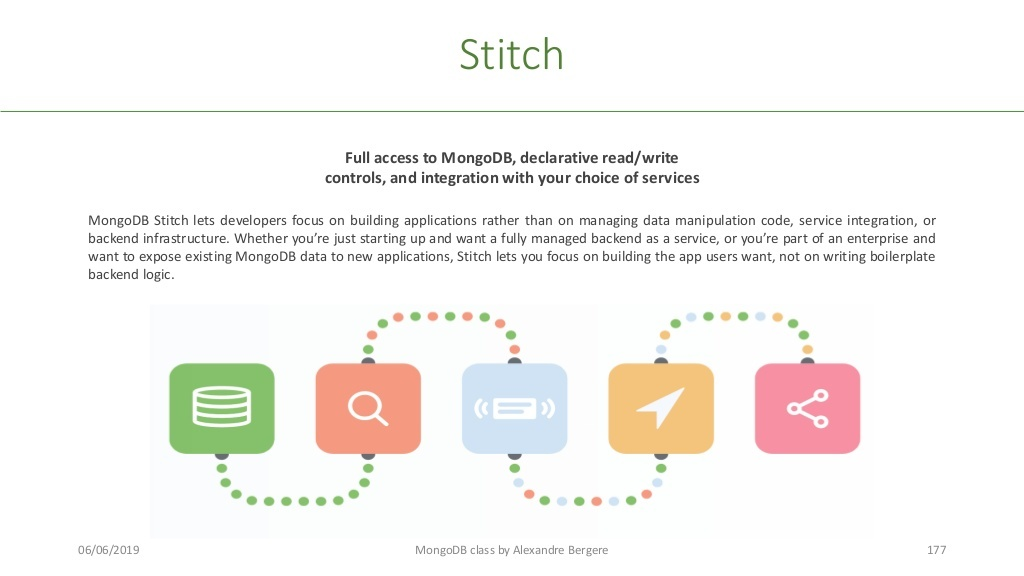 Stitch
Full access to MongoDB, declarative read/write
controls, and integration with your choice of services
MongoDB Stitch lets developers focus on building applications rather than on managing data manipulation code, service integration, or
backend infrastructure. Whether you’re just starting up and want a fully managed backend as a service, or you’re part of an enterprise and
want to expose existing MongoDB data to new applications, Stitch lets you focus on building the app users want, not on writing boilerplate
backend logic.
06/06/2019
MongoDB class by Alexandre Bergere
177